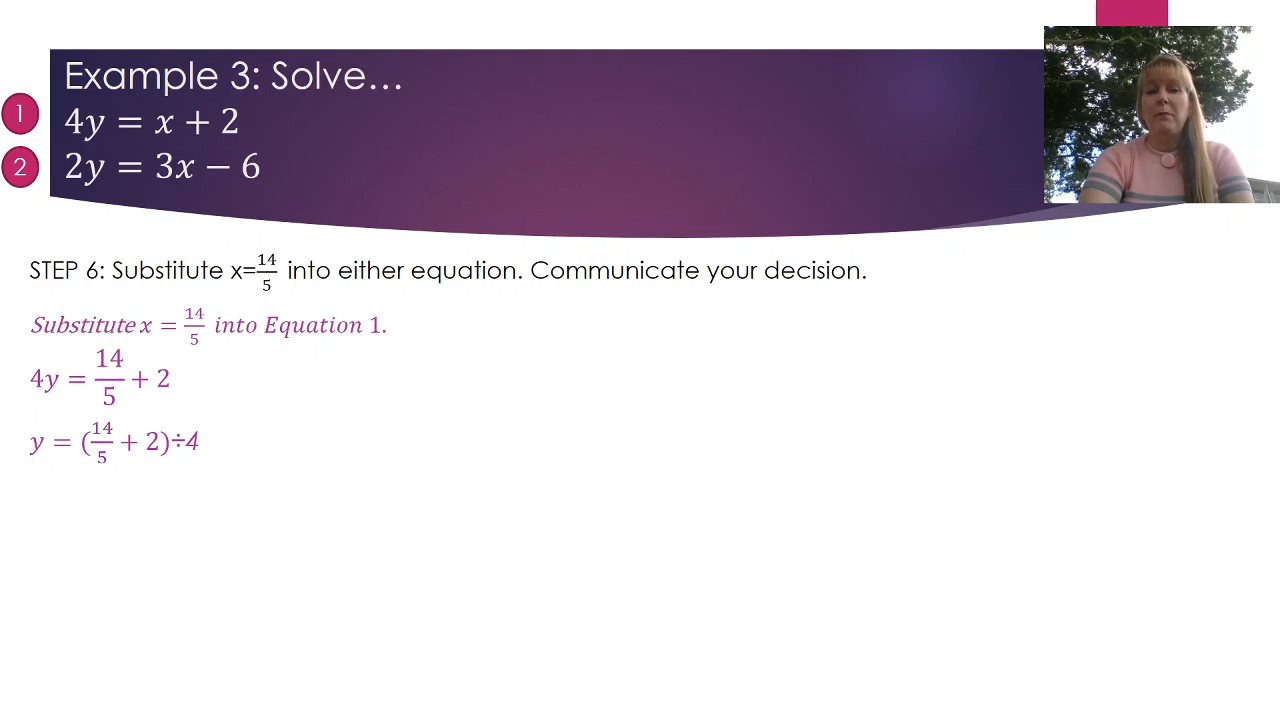 Example 3: Solve…
1 4y = x + 2
2 2y = 3x − 6
STEP 6: Substitute x=14/5 into either equation. Communicate your decision.
Substitute x = 14/5 into Equation 1.
4y = 14/5 + 2
y = (14/5 + 2)÷4